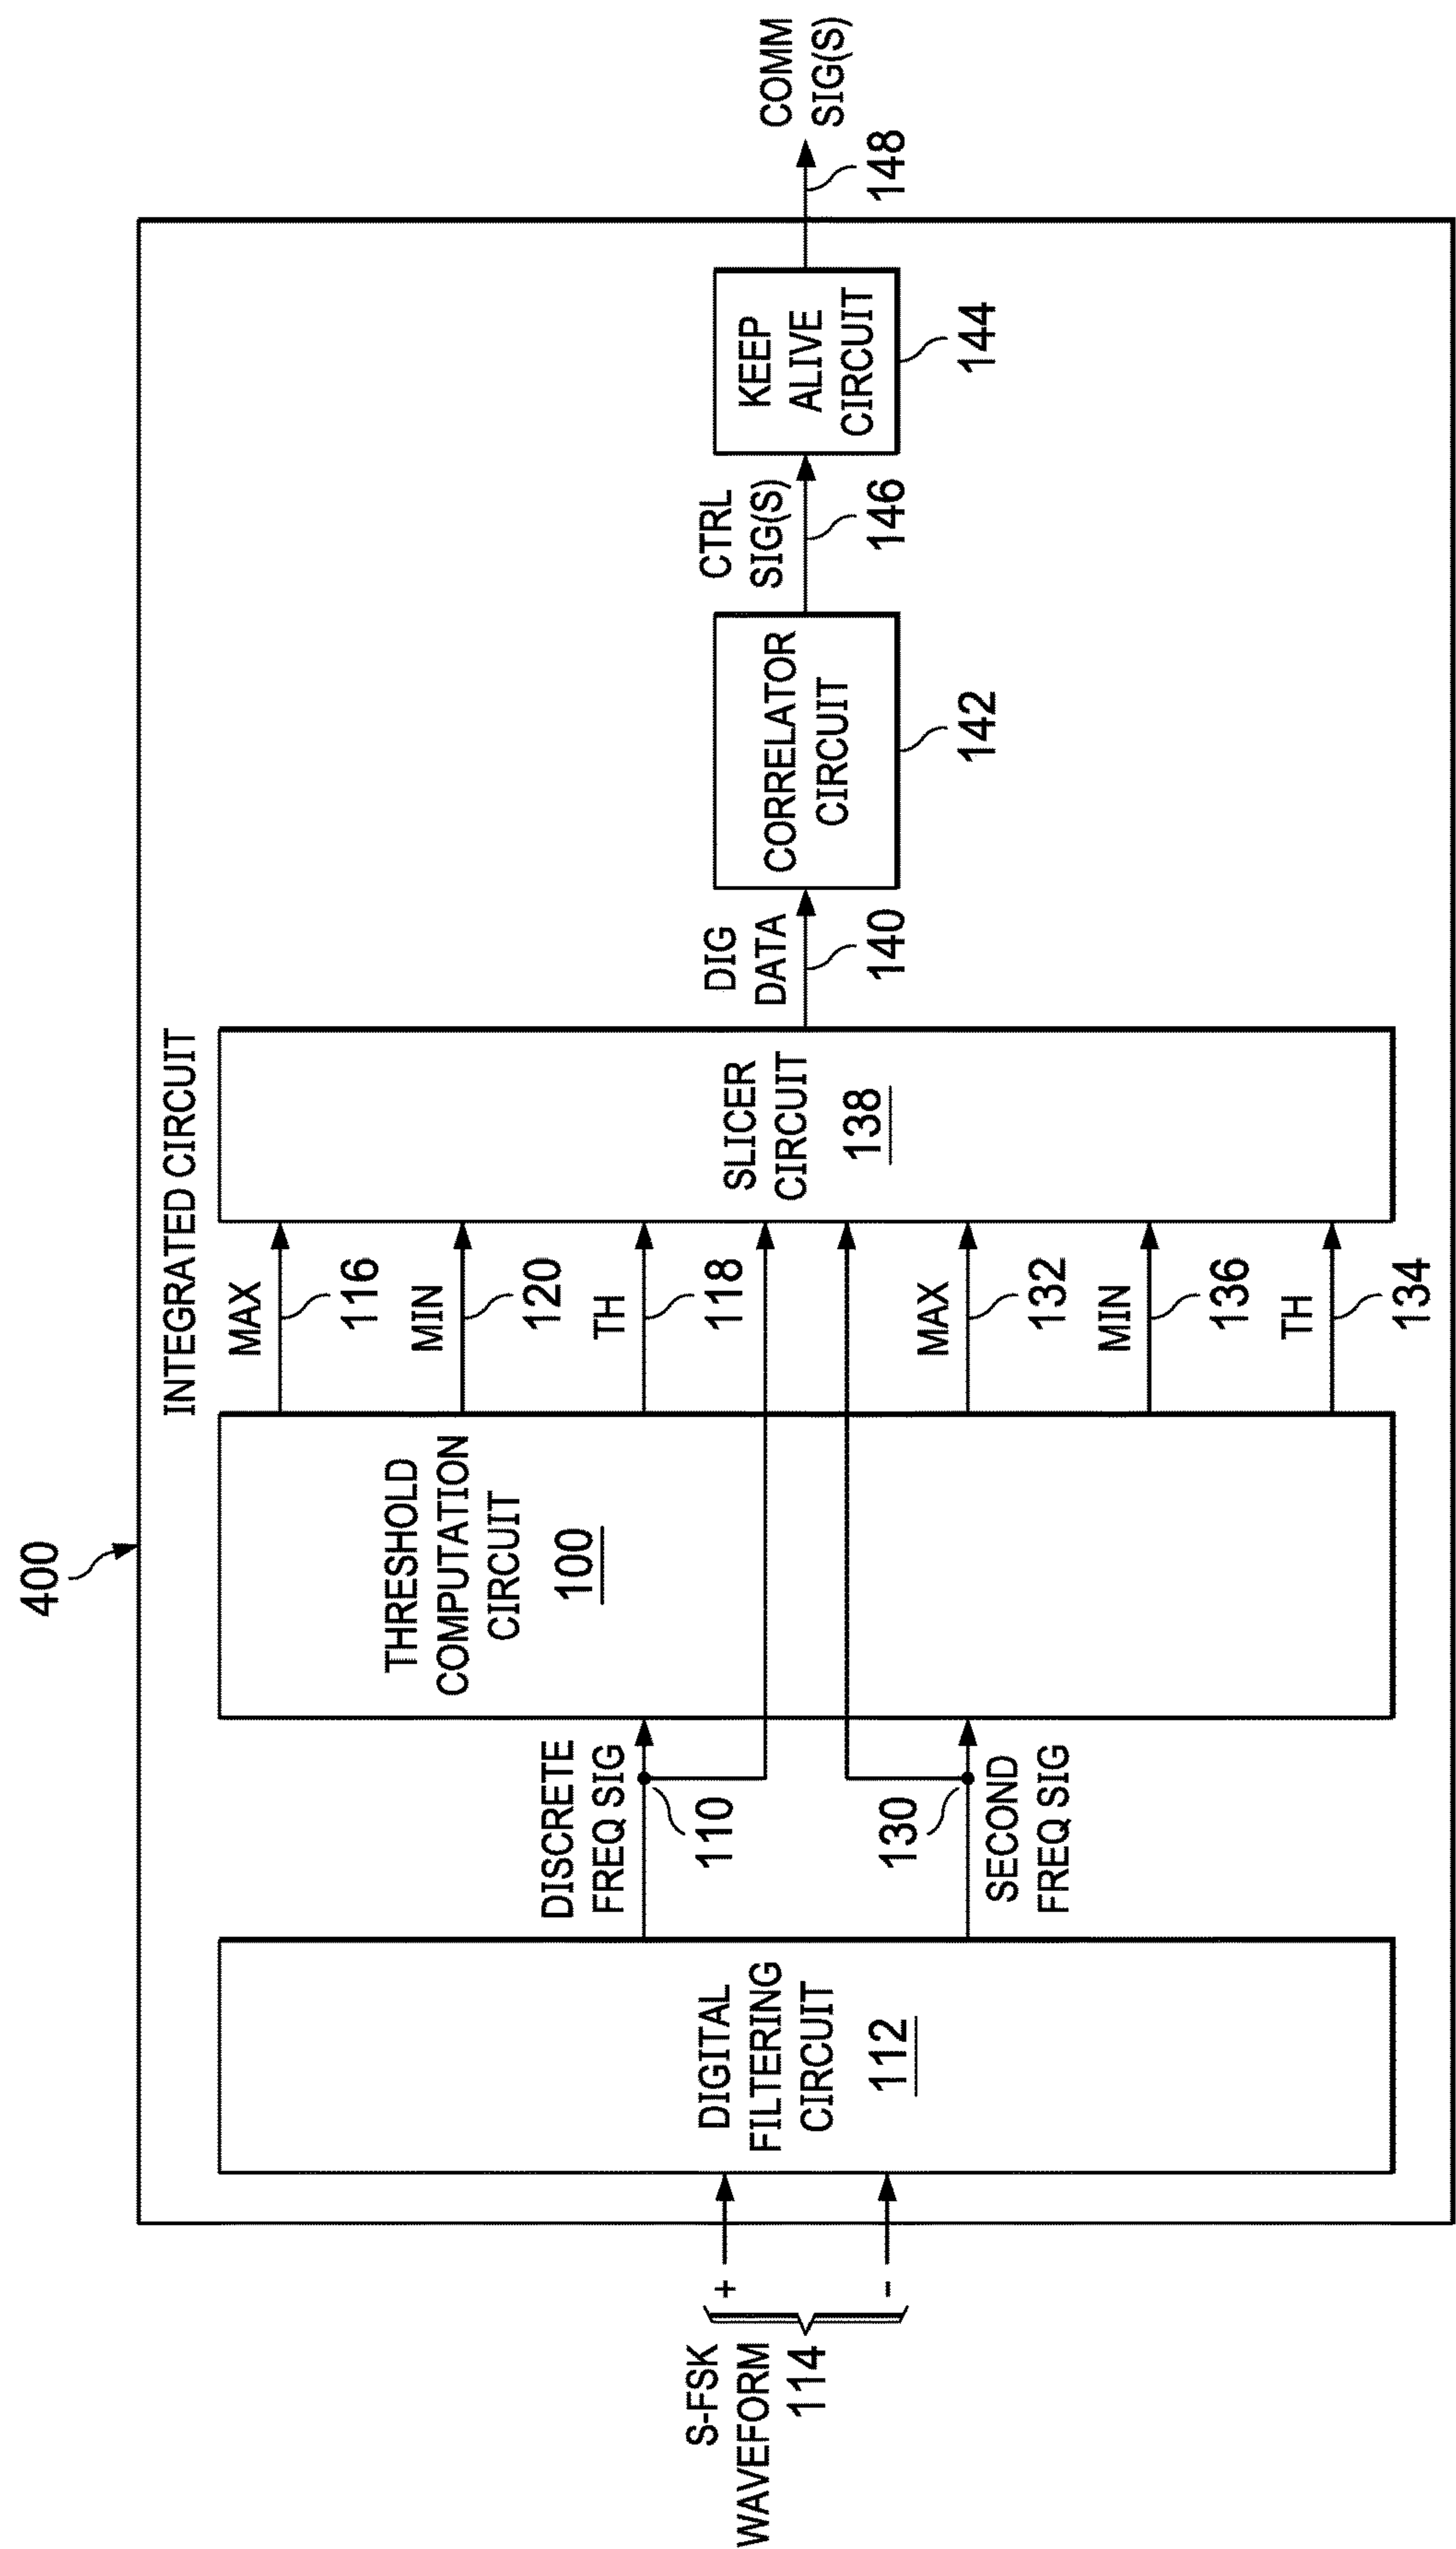 400
INTEGRATED CIRCUIT
S-FSK
WAVEFORM
114
+
-
DIGITAL
FILTERING
CIRCUIT
112
DISCRETE
FREQ SIG
110
130
SECOND
FREQ SIG
THRESHOLD
COMPUTATION
CIRCUIT
100
MAX
116
MIN
120
TH
118
MAX
132
MIN
136
TH
134
SLICER
CIRCUIT
138
DIG
DATA
140
CORRELATOR
CIRCUIT
142
CTRL
SIG(S)
146
KEEP
ALIVE
CIRCUIT
144
COMM
SIG(S)
148